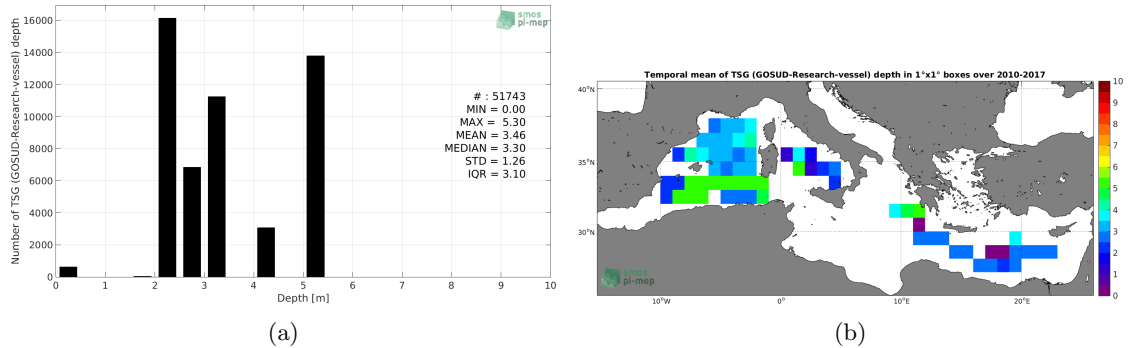 16000
14000
12000
10000
8000
6000
4000
2000
0
Number of TSG (GOSUD-Research-vessel) depth
0 1 2 3 4 5 6 7 8 9 10
Depth [m]
smos
pi-mep
# : 51743
MIN = 0.00
MAX = 5.30
MEAN = 3.46
MEDIAN = 3.30
STD = 1.26
IQR = 3.10
(a)
Temporal mean of TSG (GOSUD-Research-vessel) depth in 1°x1° boxes over 2010-2017
40°N
35°N
30°N
10°W 0° 10°E 20°E
smos
pi-mep
10
9
8
7
6
5
4
3
2
1
0
(b)